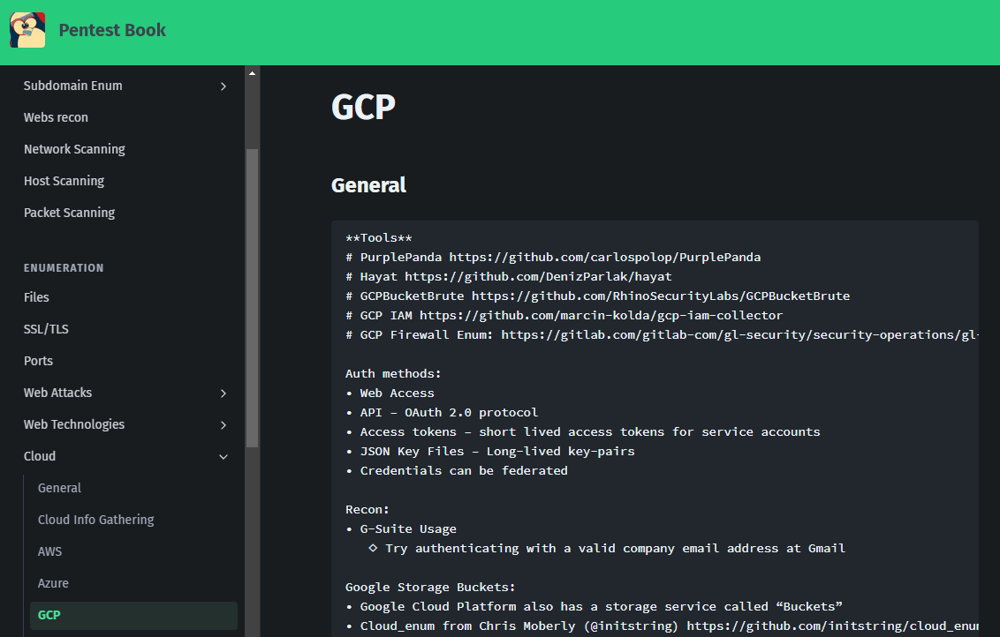 Pentest Book
Subdomain Enum
Webs recon
Network Scanning
Host Scanning
Packet Scanning
ENUMERATION
Files
SSL/TLS
Ports
Web Attacks
Web Technologies
Cloud
General
Cloud Info Gathering
AWS
Azure
GCP
GCP
General
**Tools**
# PurplePanda https://github.com/carlospolop/PurplePanda
# Hayat https://github.com/DenizParlak/hayat
# GCPBucketBrute https://github.com/RhinoSecurityLabs/GCPBucketBrute
# GCP IAM https://github.com/marcin-kolda/gcp-iam-collector
# GCP Firewall Enum: https://gitlab.com/gitlab-com/gl-security/security-operations/gl-
Auth methods:
• Web Access
• API – OAuth 2.0 protocol
• Access tokens – short lived access tokens for service accounts
• JSON Key Files – Long-lived key-pairs
• Credentials can be federated
Recon:
• G-Suite Usage
◇ Try authenticating with a valid company email address at Gmail
Google Storage Buckets:
• Google Cloud Platform also has a storage service called “Buckets”
• Cloud_enum from Chris Moberly (@initstring) https://github.com/initstring/cloud_enum